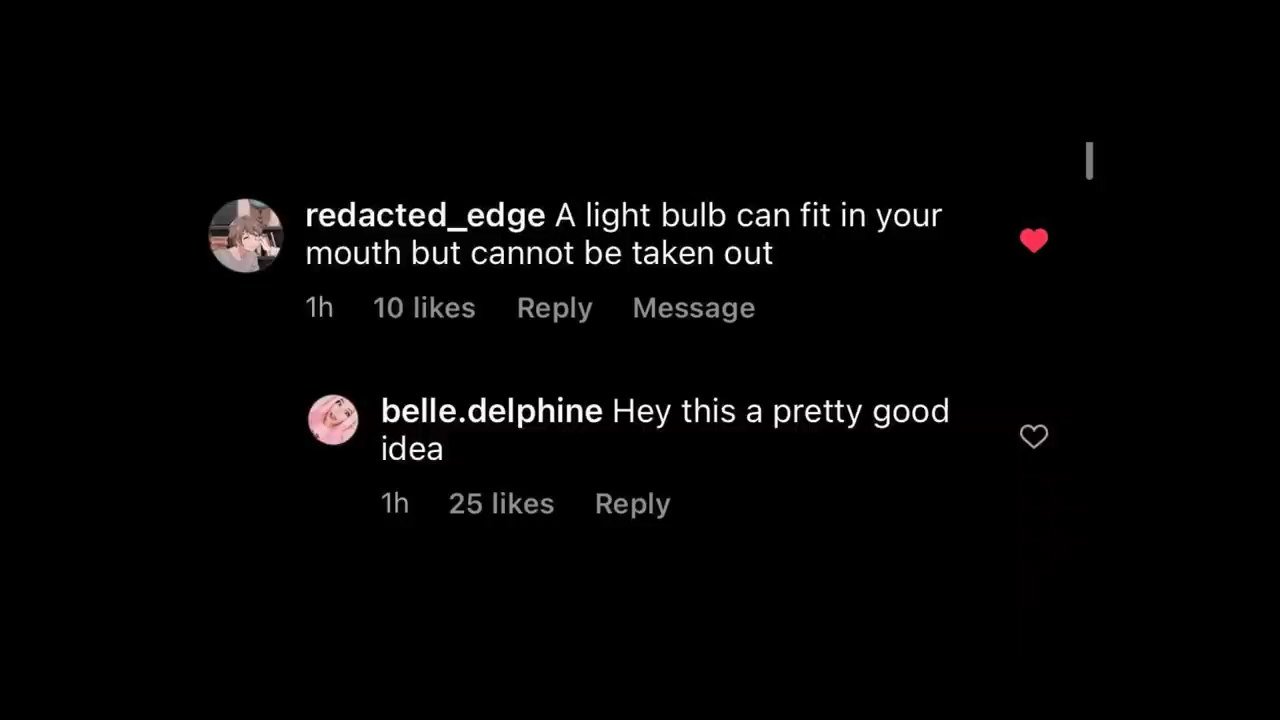 redacted_edge A light bulb can fit in your
mouth but cannot be taken out
1h 10 likes Reply Message
belle.delphine Hey this a pretty good
idea
1h 25 likes Reply